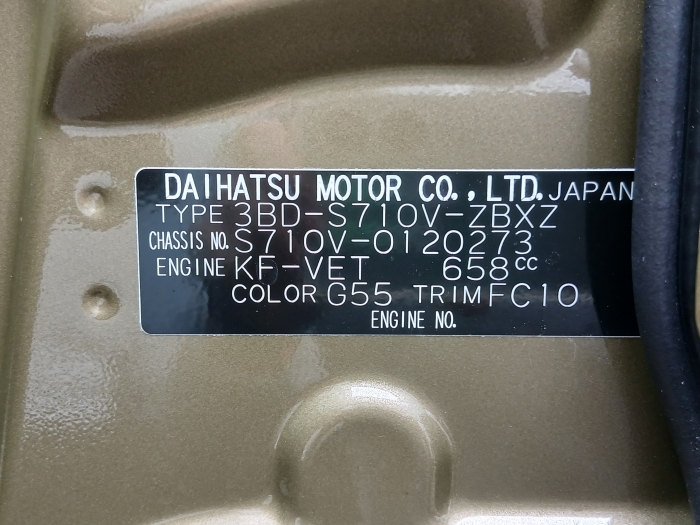 DAIHATSU MOTOR CO., LTD. JAPAN
TYPE 3BD-S710V-ZBXZ
CHASSIS NO. S710V-0120273
ENGINE KF-VET 658cc
COLOR G55 TRIM FC10
ENGINE NO.